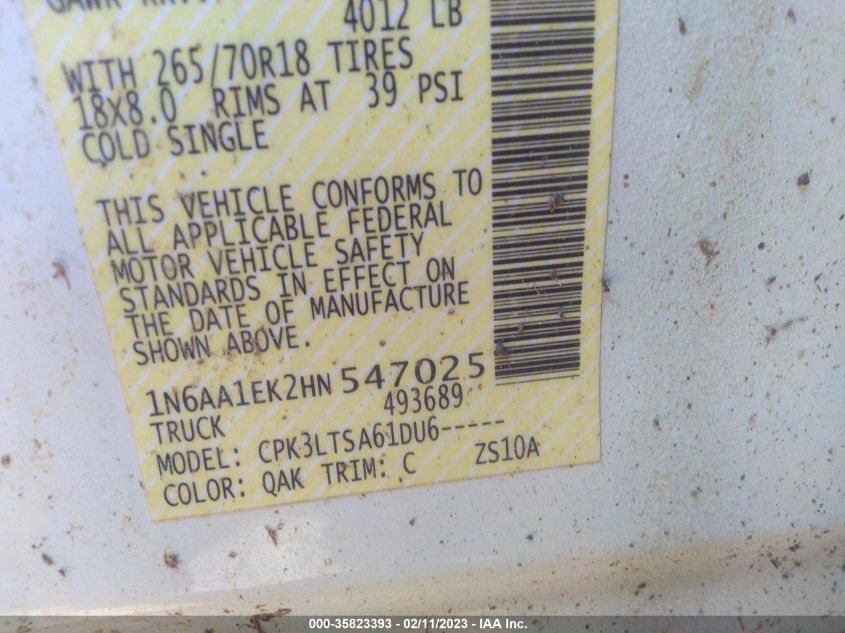 4012 LB
WITH 265/70R18 TIRES
18X8.0 RIMS AT 39 PSI
COLD SINGLE
THIS VEHICLE CONFORMS TO
ALL APPLICABLE FEDERAL
MOTOR VEHICLE SAFETY
STANDARDS IN EFFECT ON
THE DATE OF MANUFACTURE
SHOWN ABOVE.
1N6AA1EK2HN 547025
493689
TRUCK
MODEL: CPK3LTSA61DU6-----
COLOR: QAK TRIM: C ZS10A
000-35823393 - 02/11/2023 - IAA Inc.